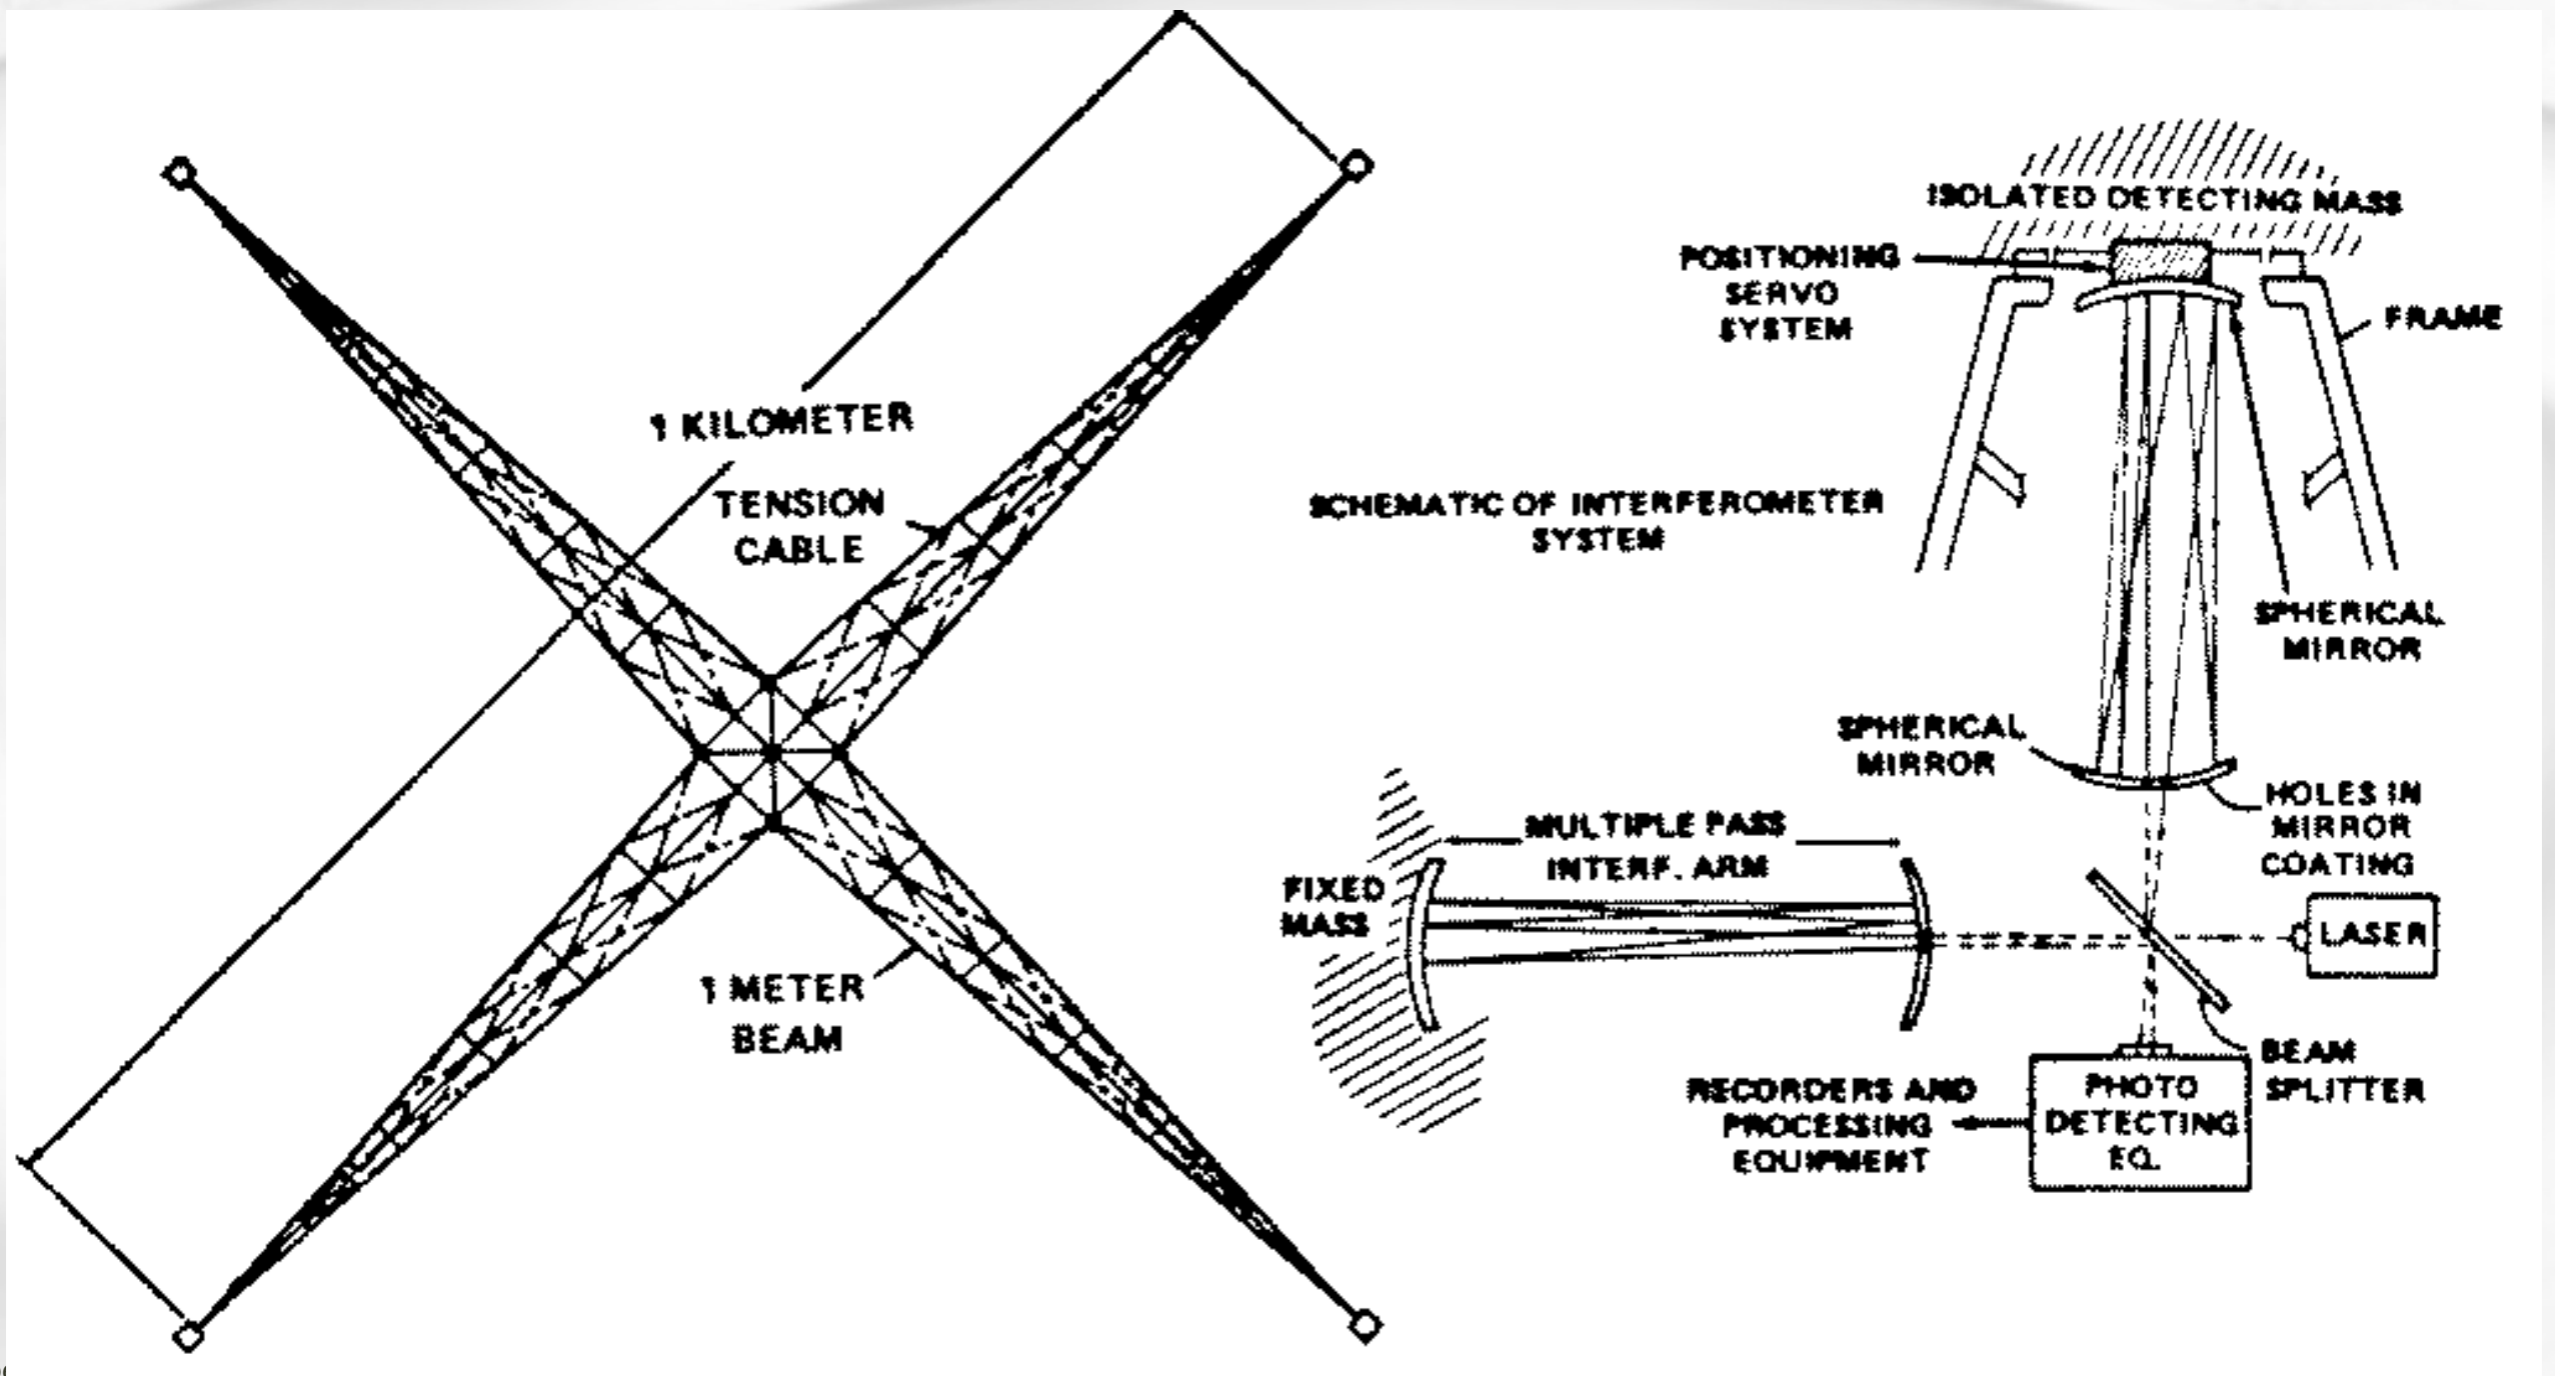 1 KILOMETER
TENSION
CABLE
1 METER
BEAM
ISOLATED DETECTING MASS
POSITIONING
SERVO
SYSTEM
FRAME
SCHEMATIC OF INTERFEROMETER
SYSTEM
SPHERICAL
MIRROR
SPHERICAL
MIRROR
HOLES IN
MIRROR
COATING
MULTIPLE PASS
INTERF. ARM
FIXED
MASS
LASER
BEAM
SPLITTER
PHOTO
DETECTING
EQ.
RECORDERS AND
PROCESSING
EQUIPMENT